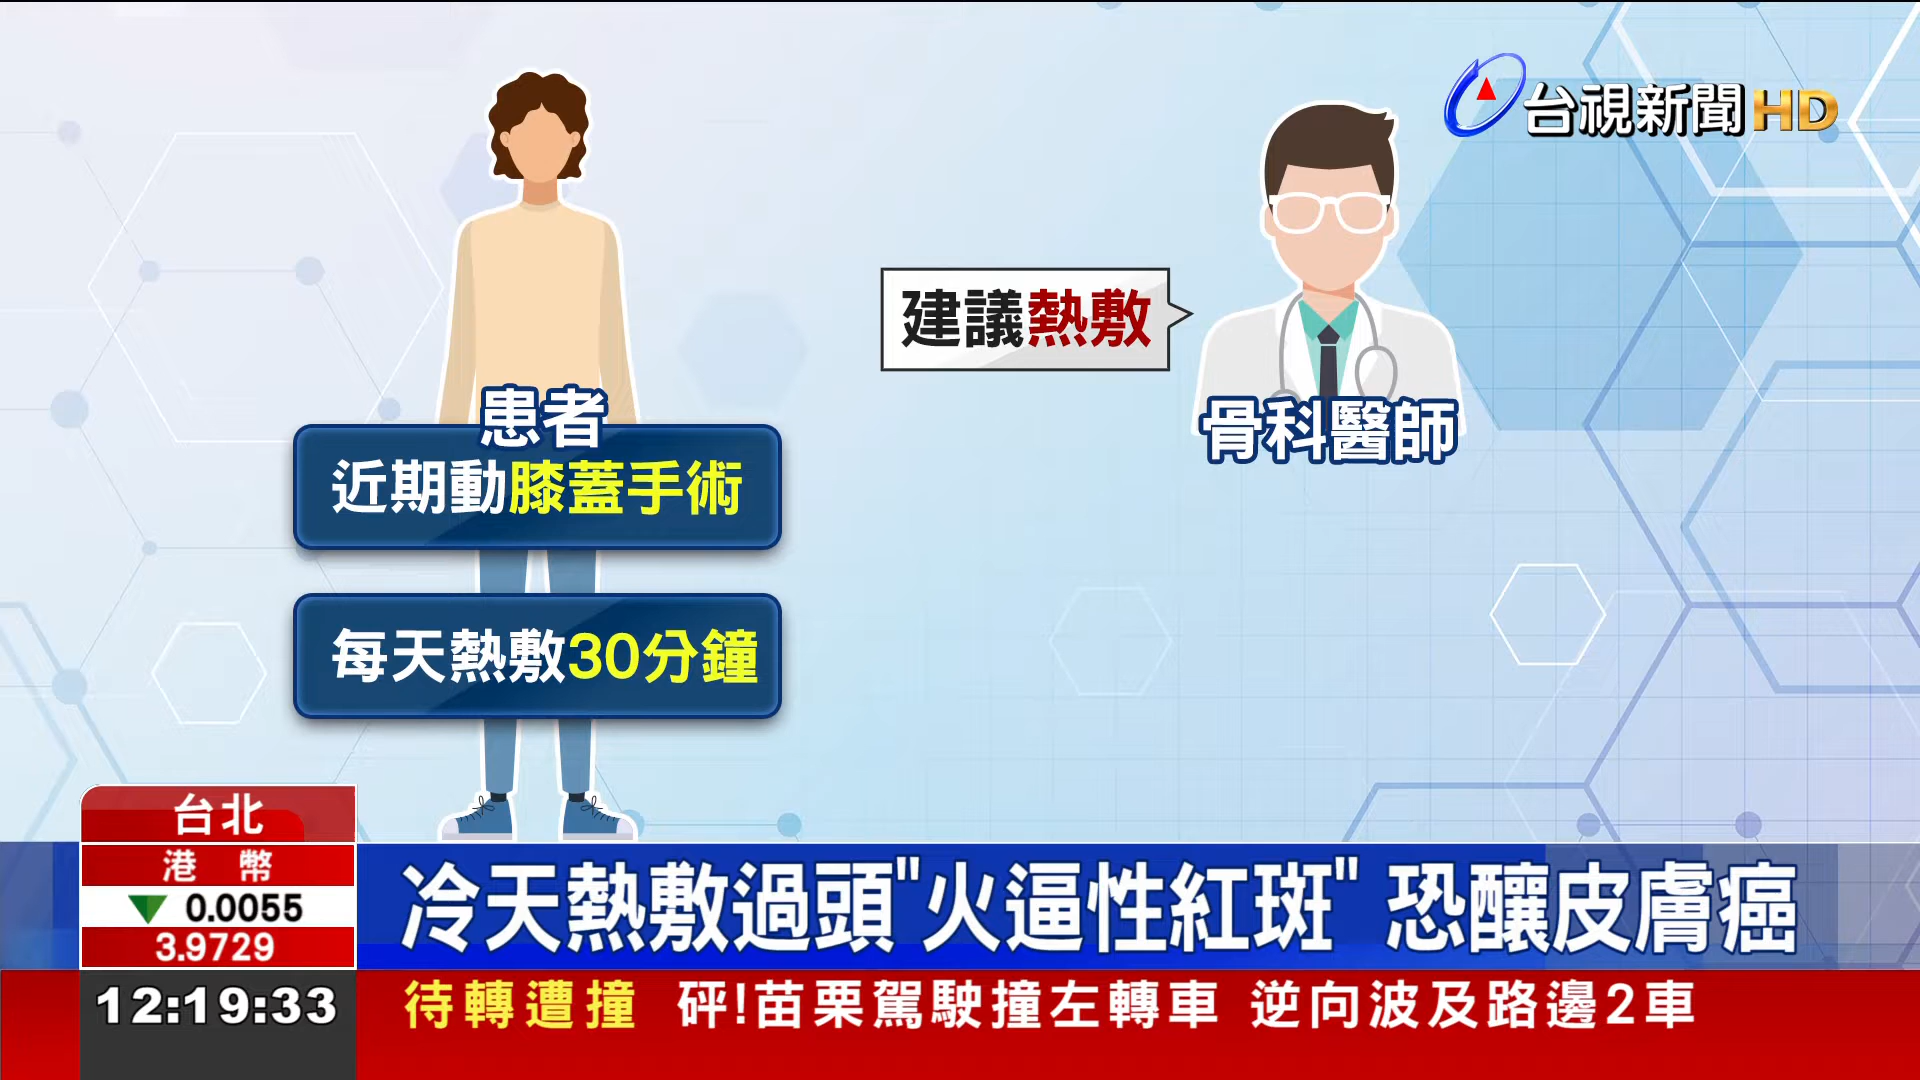 台視新聞HD
建議熱敷
患者
骨科醫師
近期動膝蓋手術
每天熱敷30分鐘
台北
港 幣
0.0055
3.9729
冷天熱敷過頭"火逼性紅斑" 恐釀皮膚癌
12:19:33
待轉遭撞 砰!苗栗駕駛撞左轉車 逆向波及路邊2車